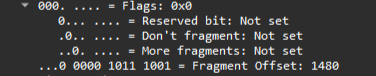 000. .... = Flags: 0x0
0... .... = Reserved bit: Not set
.0.. .... = Don't fragment: Not set
..0. .... = More fragments: Not set
...0 0000 1011 1001 = Fragment Offset: 1480